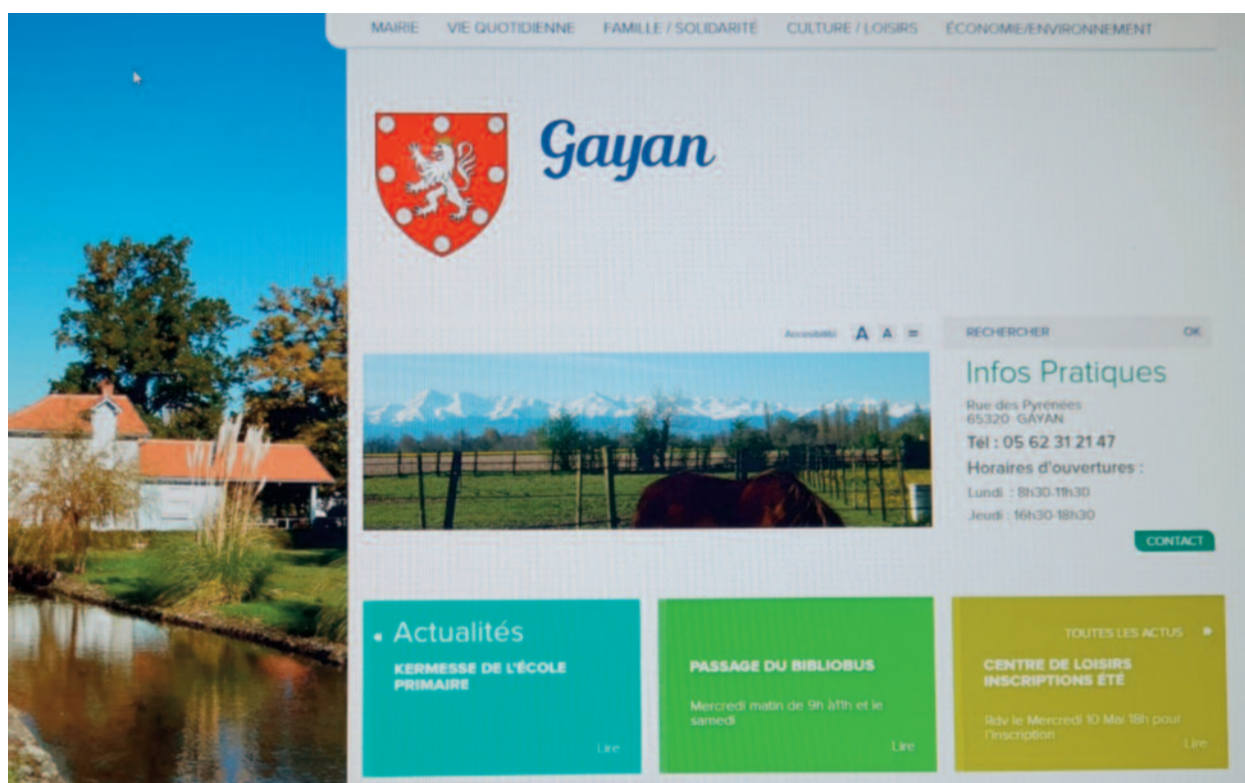 MAIRIE VIE QUOTIDIENNE FAMILLE / SOLIDARITÉ CULTURE / LOISIRS ÉCONOMIE/ENVIRONNEMENT
Gayan
Accessibilité A A =
RECHERCHER OK
Infos Pratiques
Rue des Pyrénées
65320 GAYAN
Tél : 05 62 31 21 47
Horaires d'ouvertures :
Lundi : 8h30-11h30
Jeudi : 16h30-18h30
CONTACT
Actualités
KERMESSE DE L'ÉCOLE
PRIMAIRE
Lire
PASSAGE DU BIBLIOBUS
Mercredi matin de 9h à11h et le
samedi
Lire
TOUTES LES ACTUS
CENTRE DE LOISIRS
INSCRIPTIONS ÉTÉ
Rdv le Mercredi 10 Mai 18h pour
l'inscription
Lire